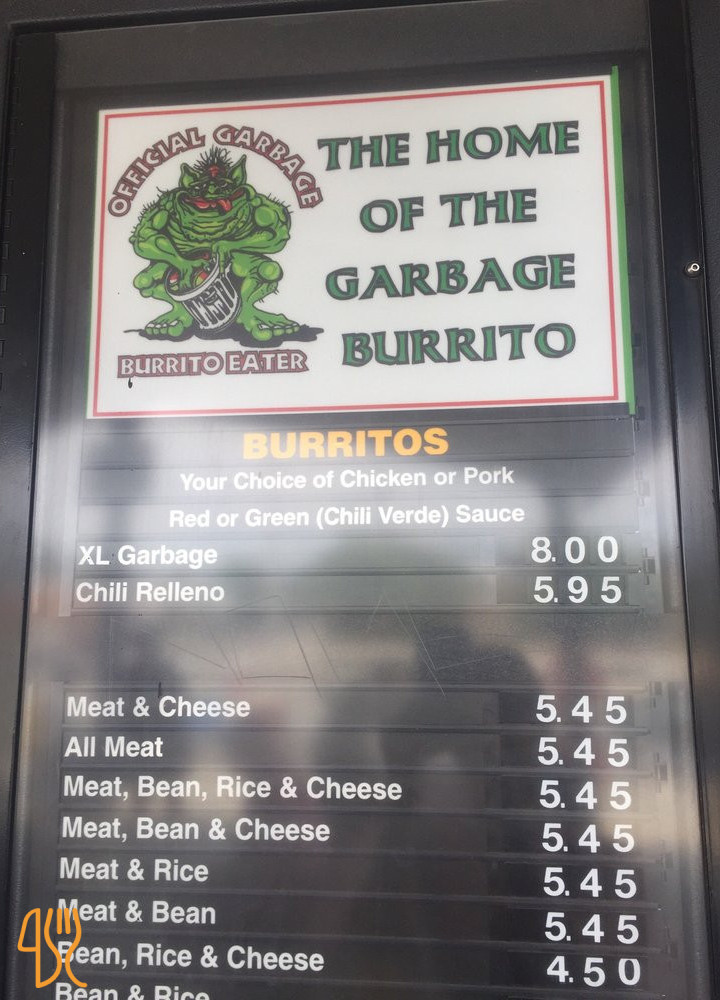 OFFICIAL GARBAGE
BURRITO EATER
THE HOME
OF THE
GARBAGE
BURRITO
BURRITOS
Your Choice of Chicken or Pork
Red or Green (Chili Verde) Sauce
XL Garbage 8.00
Chili Relleno 5.95
Meat & Cheese 5.45
All Meat 5.45
Meat, Bean, Rice & Cheese 5.45
Meat, Bean & Cheese 5.45
Meat & Rice 5.45
Meat & Bean 5.45
Bean, Rice & Cheese 4.50
Bean & Rice